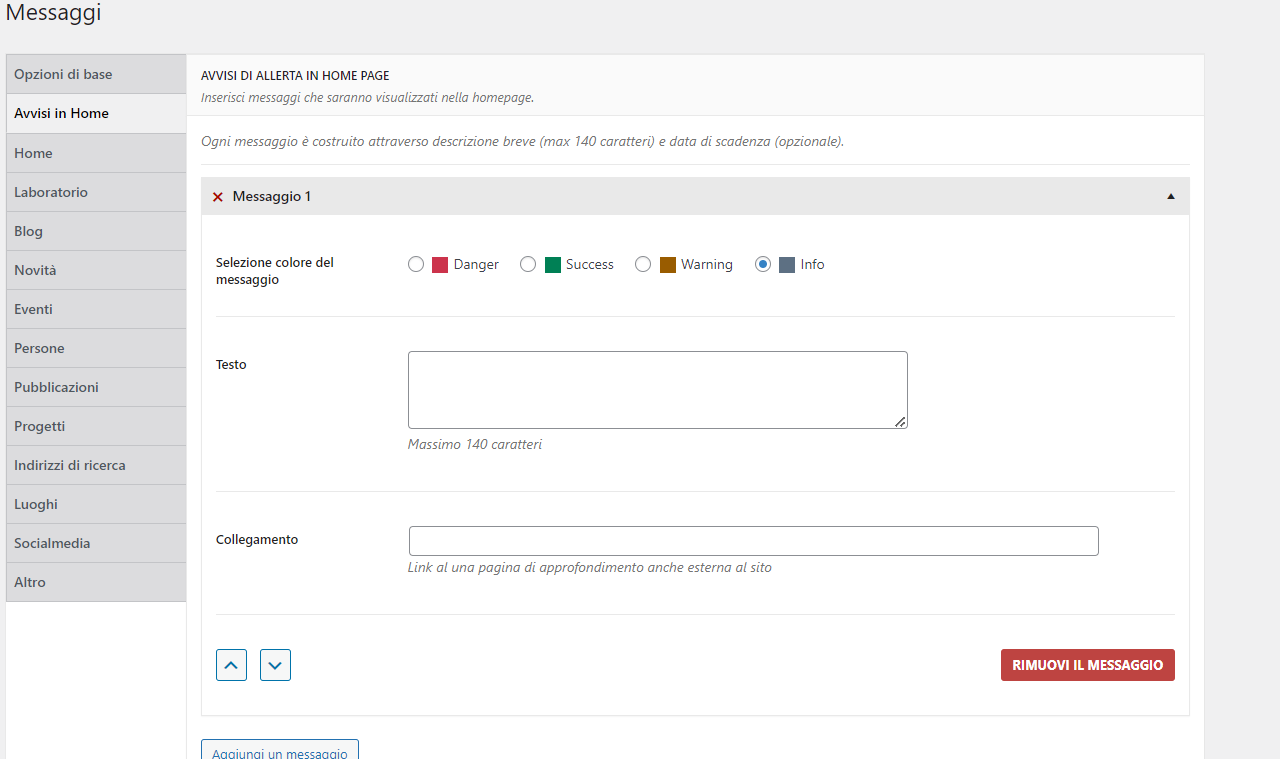 Messaggi
Opzioni di base
Avvisi in Home
Home
Laboratorio
Blog
Novità
Eventi
Persone
Pubblicazioni
Progetti
Indirizzi di ricerca
Luoghi
Socialmedia
Altro
AVVISI DI ALLERTA IN HOME PAGE
Inserisci messaggi che saranno visualizzati nella homepage.
Ogni messaggio è costruito attraverso descrizione breve (max 140 caratteri) e data di scadenza (opzionale).
Messaggio 1
Selezione colore del
messaggio
Danger Success Warning Info
Testo
Massimo 140 caratteri
Collegamento
Link al una pagina di approfondimento anche esterna al sito
RIMUOVI IL MESSAGGIO
Aggiungi un messaggio